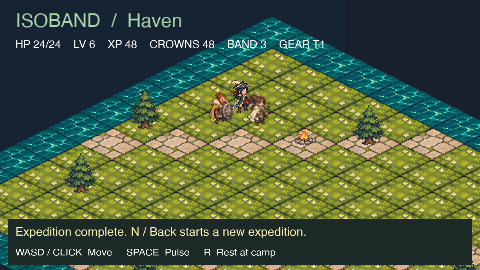 ISOBAND / Haven
HP 24/24 LV 6 XP 48 CROWNS 48 BAND 3 GEAR T1
Expedition complete. N / Back starts a new expedition.
WASD / CLICK Move SPACE Pulse R Rest at camp